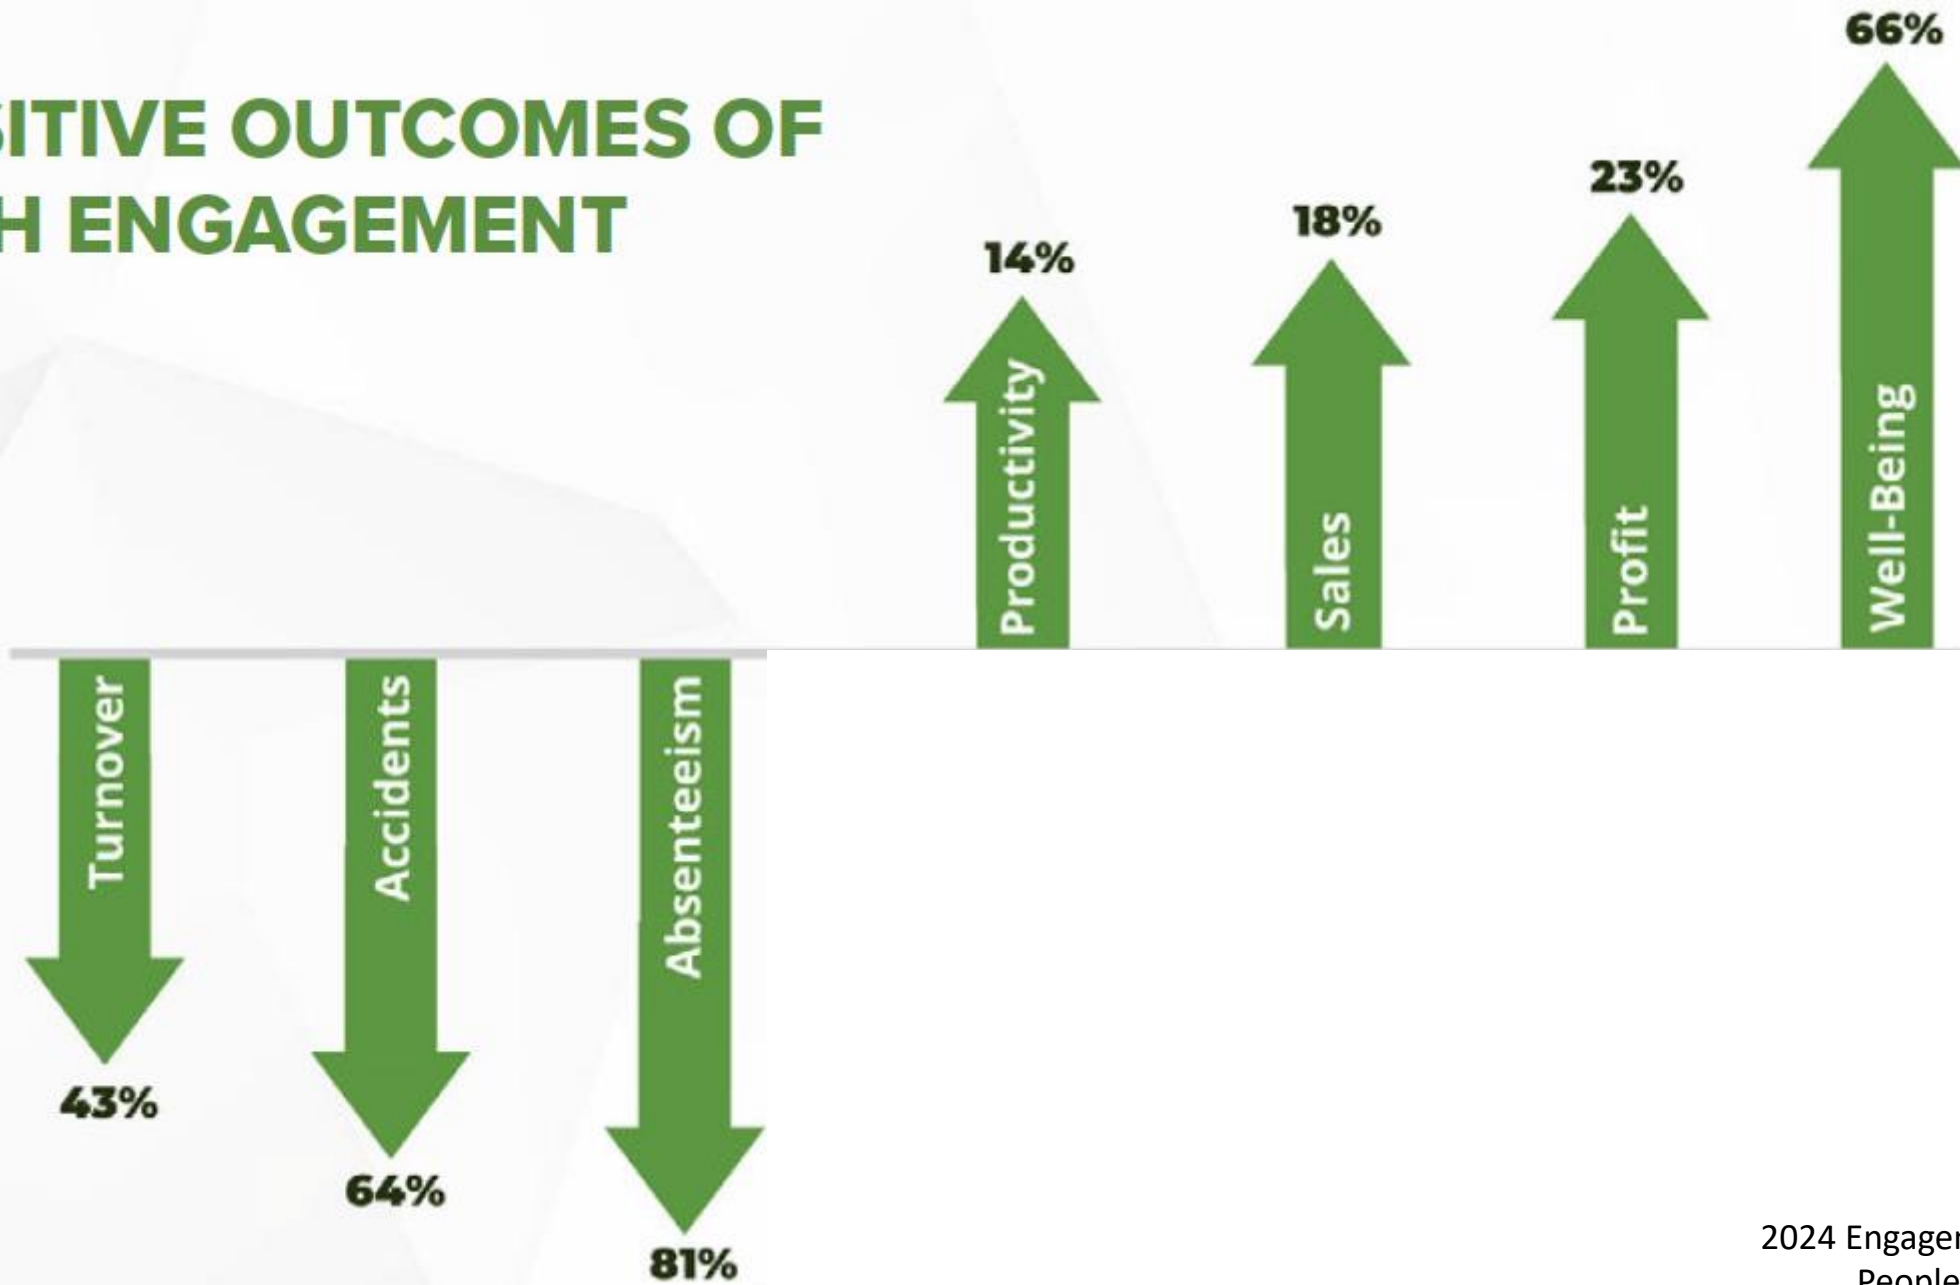 SITIVE OUTCOMES OF
H ENGAGEMENT
14%
18%
23%
66%
Productivity
Sales
Profit
Well-Being
Turnover
Accidents
Absenteeism
43%
64%
81%
2024 Engager
People